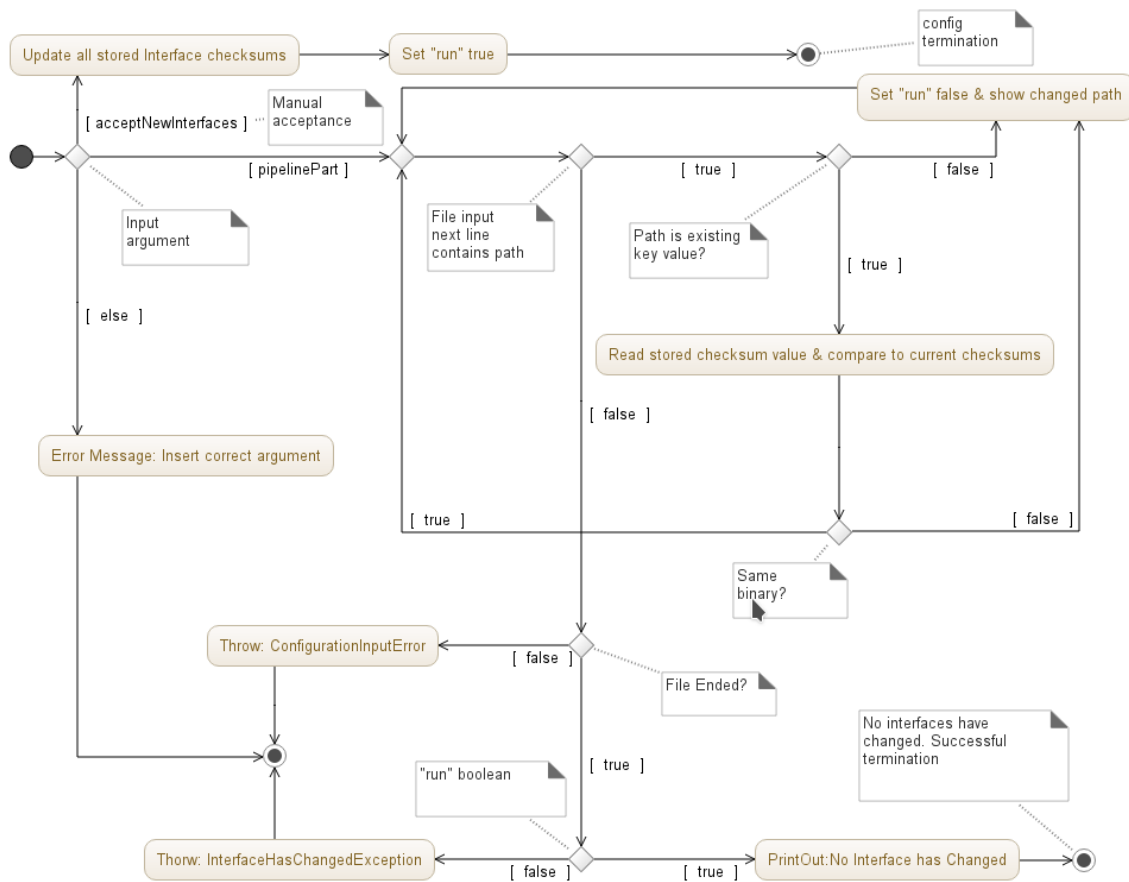 config
termination
Update all stored Interface checksums
Set "run" true
Set "run" false & show changed path
Manual
acceptance
[ acceptNewInterfaces ]
[ pipelinePart ]
[ true ]
[ false ]
Input
argument
File input
next line
contains path
Path is existing
key value?
[ true ]
[ else ]
Read stored checksum value & compare to current checksums
[ false ]
Error Message: Insert correct argument
[ true ]
[ false ]
Same
binary?
Throw: ConfigurationInputError
[ false ]
File Ended?
No interfaces have
changed. Successful
termination
"run" boolean
[ true ]
Thorw: InterfaceHasChangedException
[ false ]
[ true ]
PrintOut:No Interface has Changed